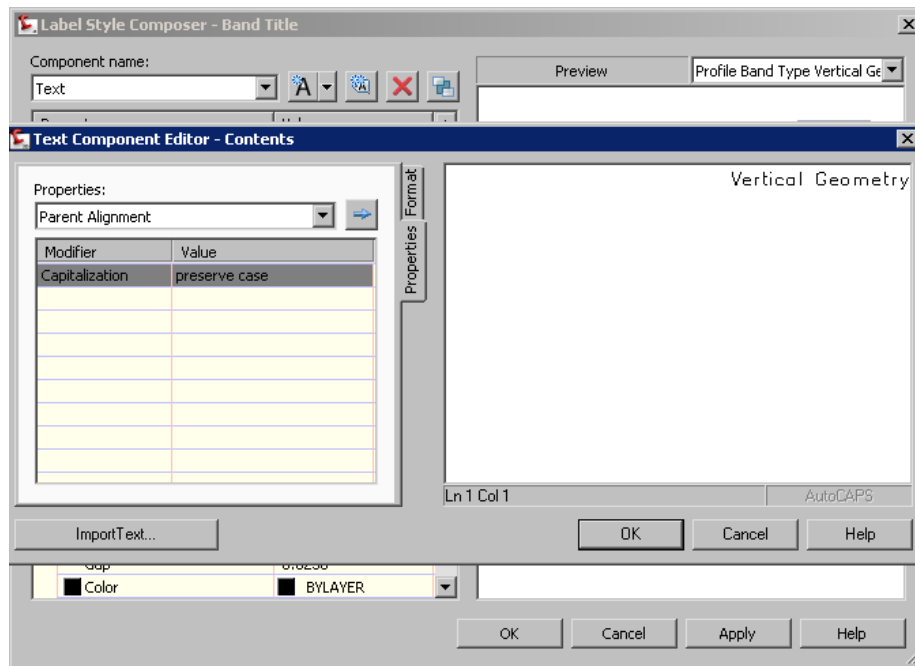 Label Style Composer - Band Title
Component name:
Text
Preview
Profile Band Type Vertical Ge
Text Component Editor - Contents
Properties:
Parent Alignment
Modifier Value
Capitalization preserve case
Format
Properties
Vertical Geometry
Ln 1 Col 1
AutoCAPS
ImportText...
OK Cancel Help
Color BYLAYER
OK Cancel Apply Help